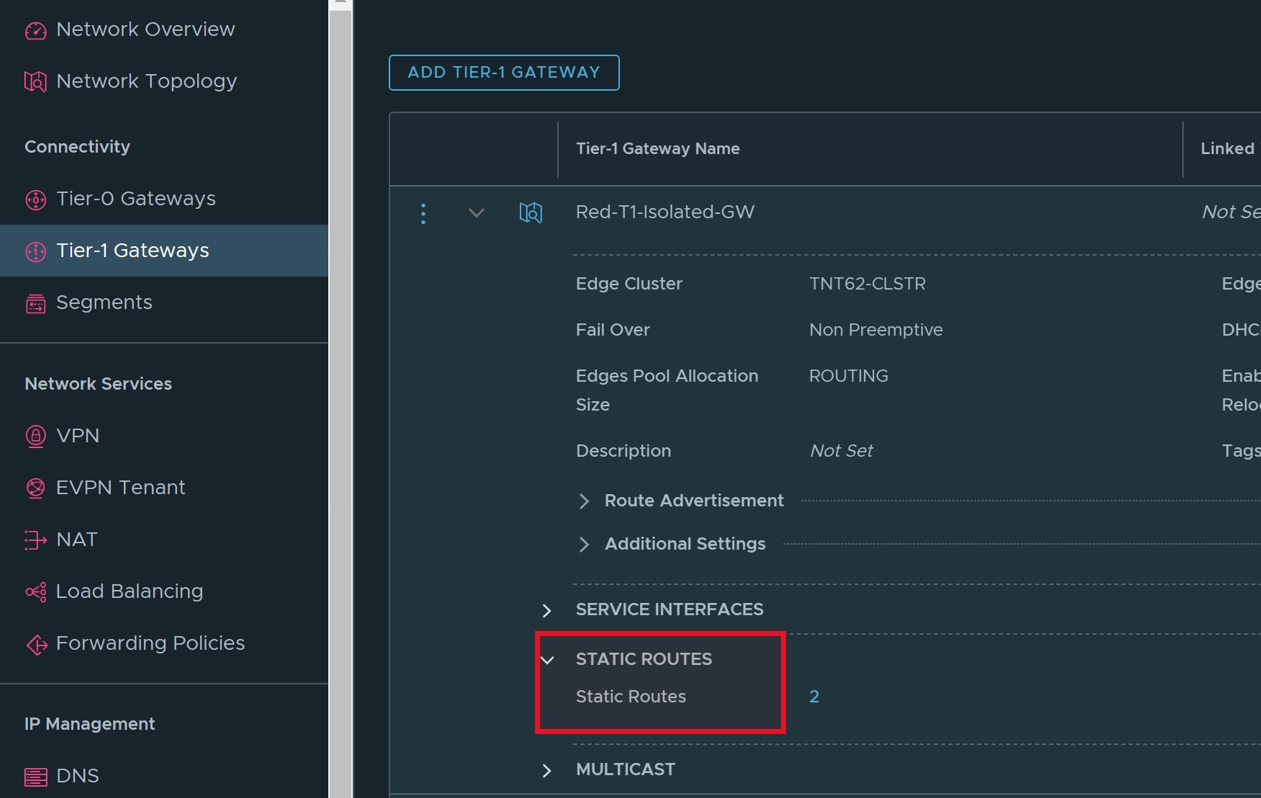 Network Overview
Network Topology
Connectivity
Tier-0 Gateways
Tier-1 Gateways
Segments
Network Services
VPN
EVPN Tenant
NAT
Load Balancing
Forwarding Policies
IP Management
DNS
ADD TIER-1 GATEWAY
Tier-1 Gateway Name Linked
Red-T1-Isolated-GW Not Se
Edge Cluster TNT62-CLSTR Edge
Fail Over Non Preemptive DHC
Edges Pool Allocation ROUTING Enab
Size Relo
Description Not Set Tags
Route Advertisement
Additional Settings
SERVICE INTERFACES
STATIC ROUTES
Static Routes 2
MULTICAST